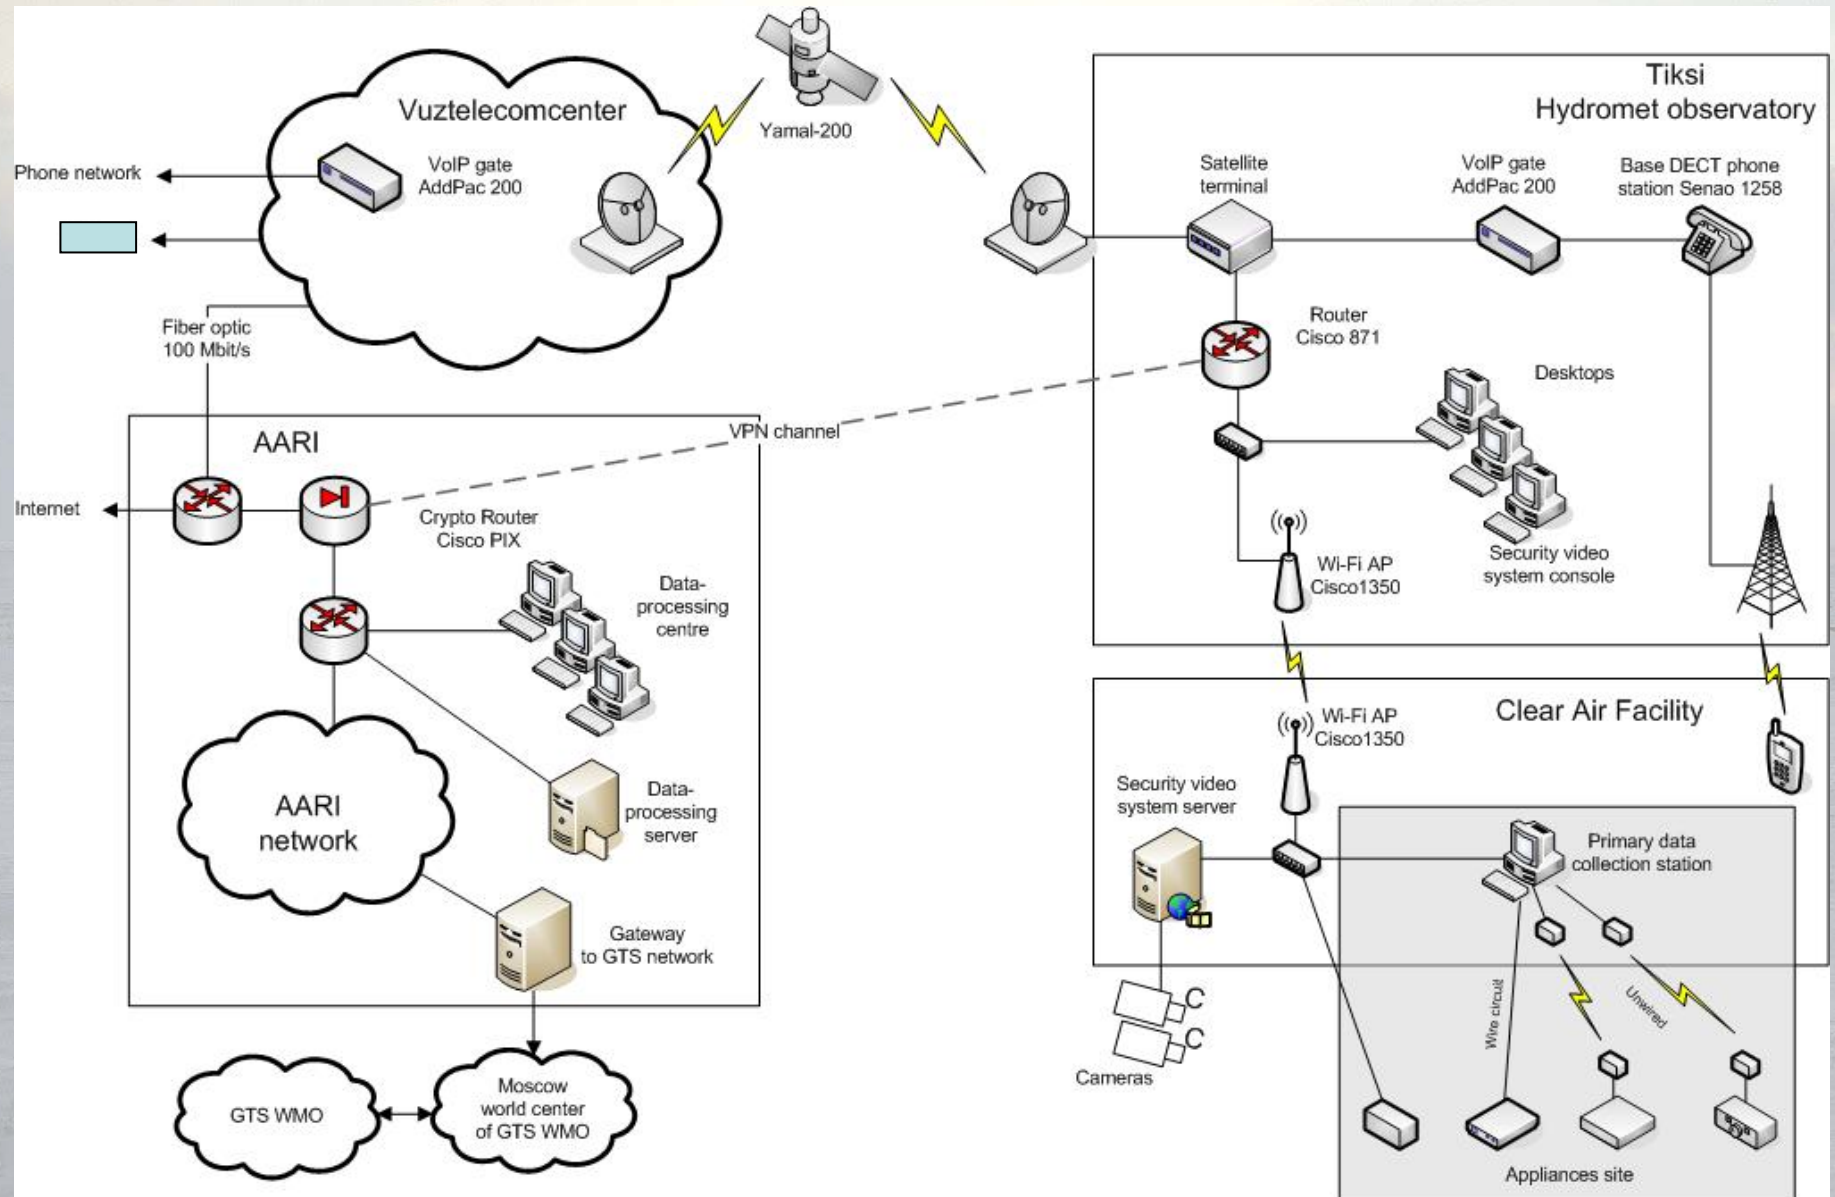 Vuztelecomcenter
VoIP gate
AddPac 200
Phone network
Yamal-200
Fiber optic
100 Mbit/s
Tiksi
Hydromet observatory
Satellite
terminal
VoIP gate
AddPac 200
Base DECT phone
station Senao 1258
Router
Cisco 871
Desktops
Security video
system console
Wi-Fi AP
Cisco1350
VPN channel
AARI
Internet
Crypto Router
Cisco PIX
Data-
processing
centre
Data-
processing
server
AARI
network
Gateway
to GTS network
GTS WMO
Moscow
world center
of GTS WMO
Clear Air Facility
Wi-Fi AP
Cisco1350
Security video
system server
Primary data
collection station
Wire circuit
Unwired
C
C
Cameras
Appliances site